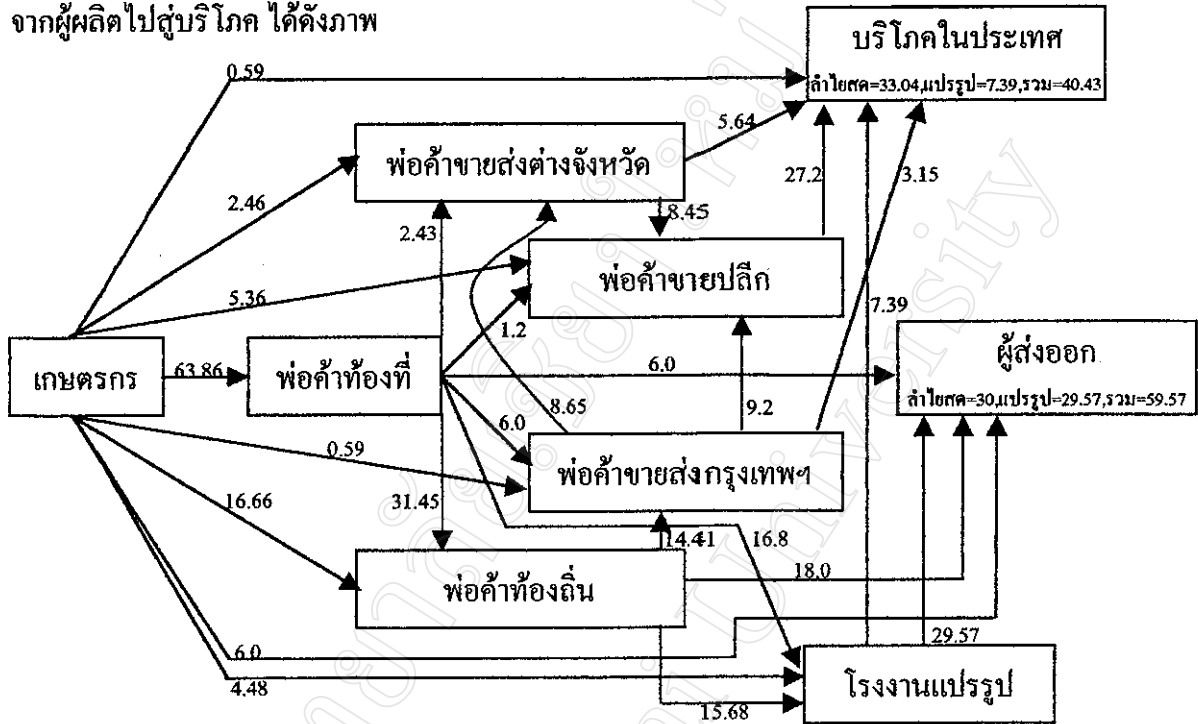 จากผู้ผลิตไปสู่บริโภค ได้ดังภาพ
บริโภคในประเทศ
ลำไยสด=33.04,แปรรูป=7.39,รวม=40.43
0.59
5.64
พ่อค้าขายส่งต่างจังหวัด
27.2
3.15
2.46
2.43
8.45
พ่อค้าขายปลีก
5.36
1.2
7.39
ผู้ส่งออก
ลำไยสด=30,แปรรูป=29.57,รวม=59.57
เกษตรกร
63.86
พ่อค้าท้องที่
6.0
8.65
9.2
6.0
0.59
พ่อค้าขายส่งกรุงเทพฯ
16.66
31.45
14.41
16.8
พ่อค้าท้องถิ่น
18.0
6.0
29.57
4.48
โรงงานแปรรูป
15.68
University
University